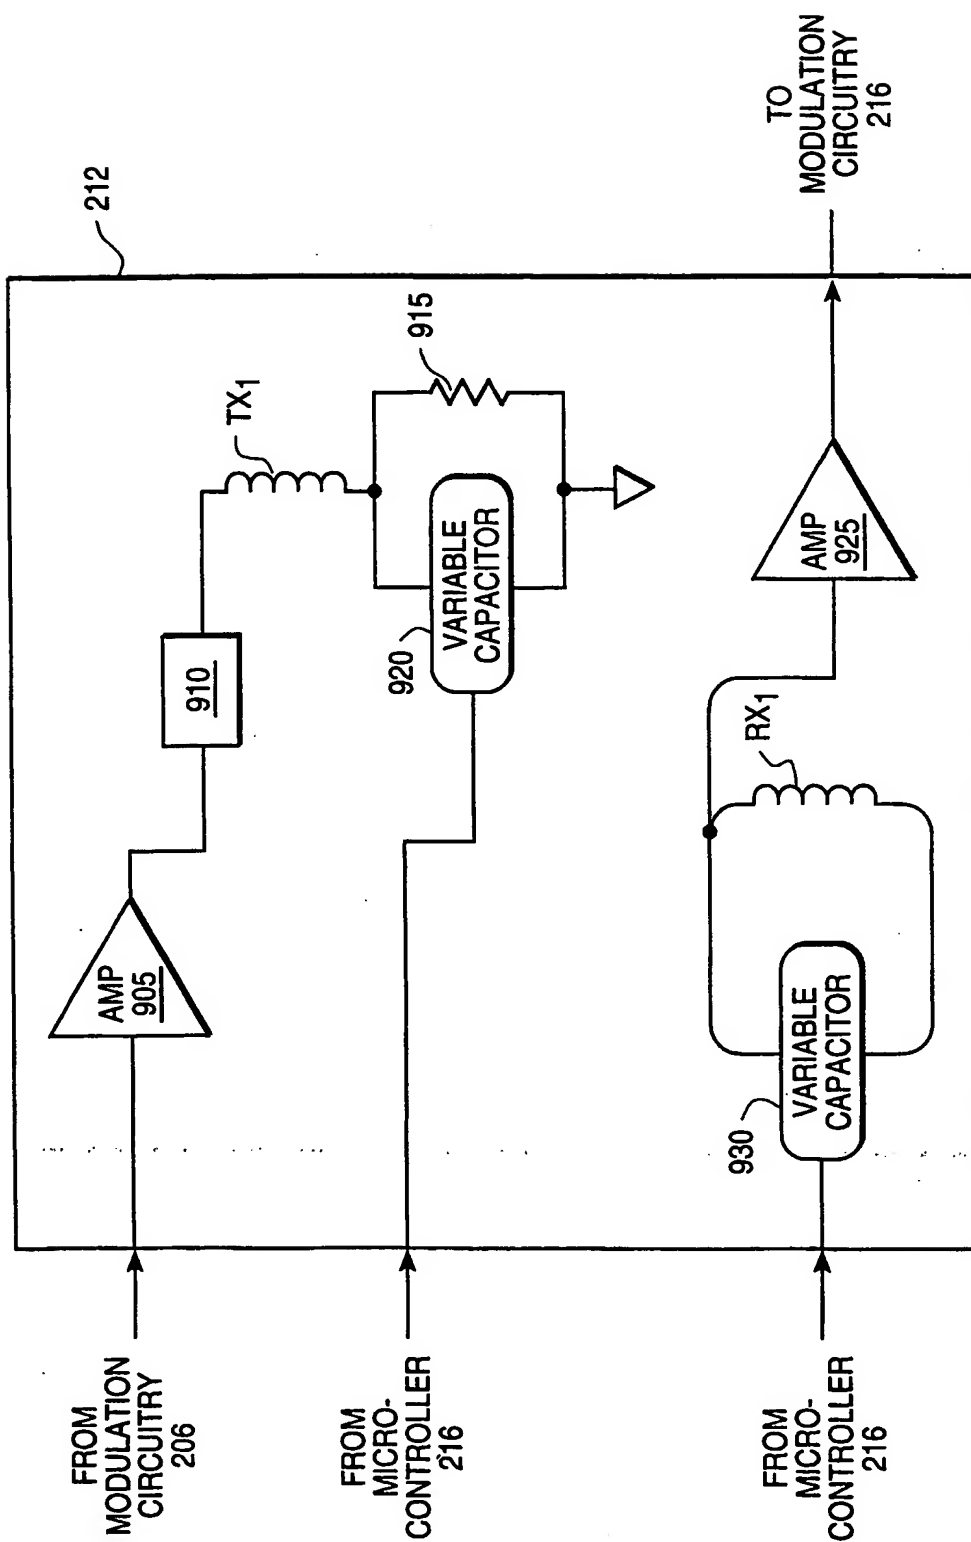 212
FROM
MODULATION
CIRCUITRY
206
AMP
905
910
TX1
FROM
MICRO-
CONTROLLER
216
920
VARIABLE
CAPACITOR
915
FROM
MICRO-
CONTROLLER
216
930
VARIABLE
CAPACITOR
RX1
AMP
925
TO
MODULATION
CIRCUITRY
216